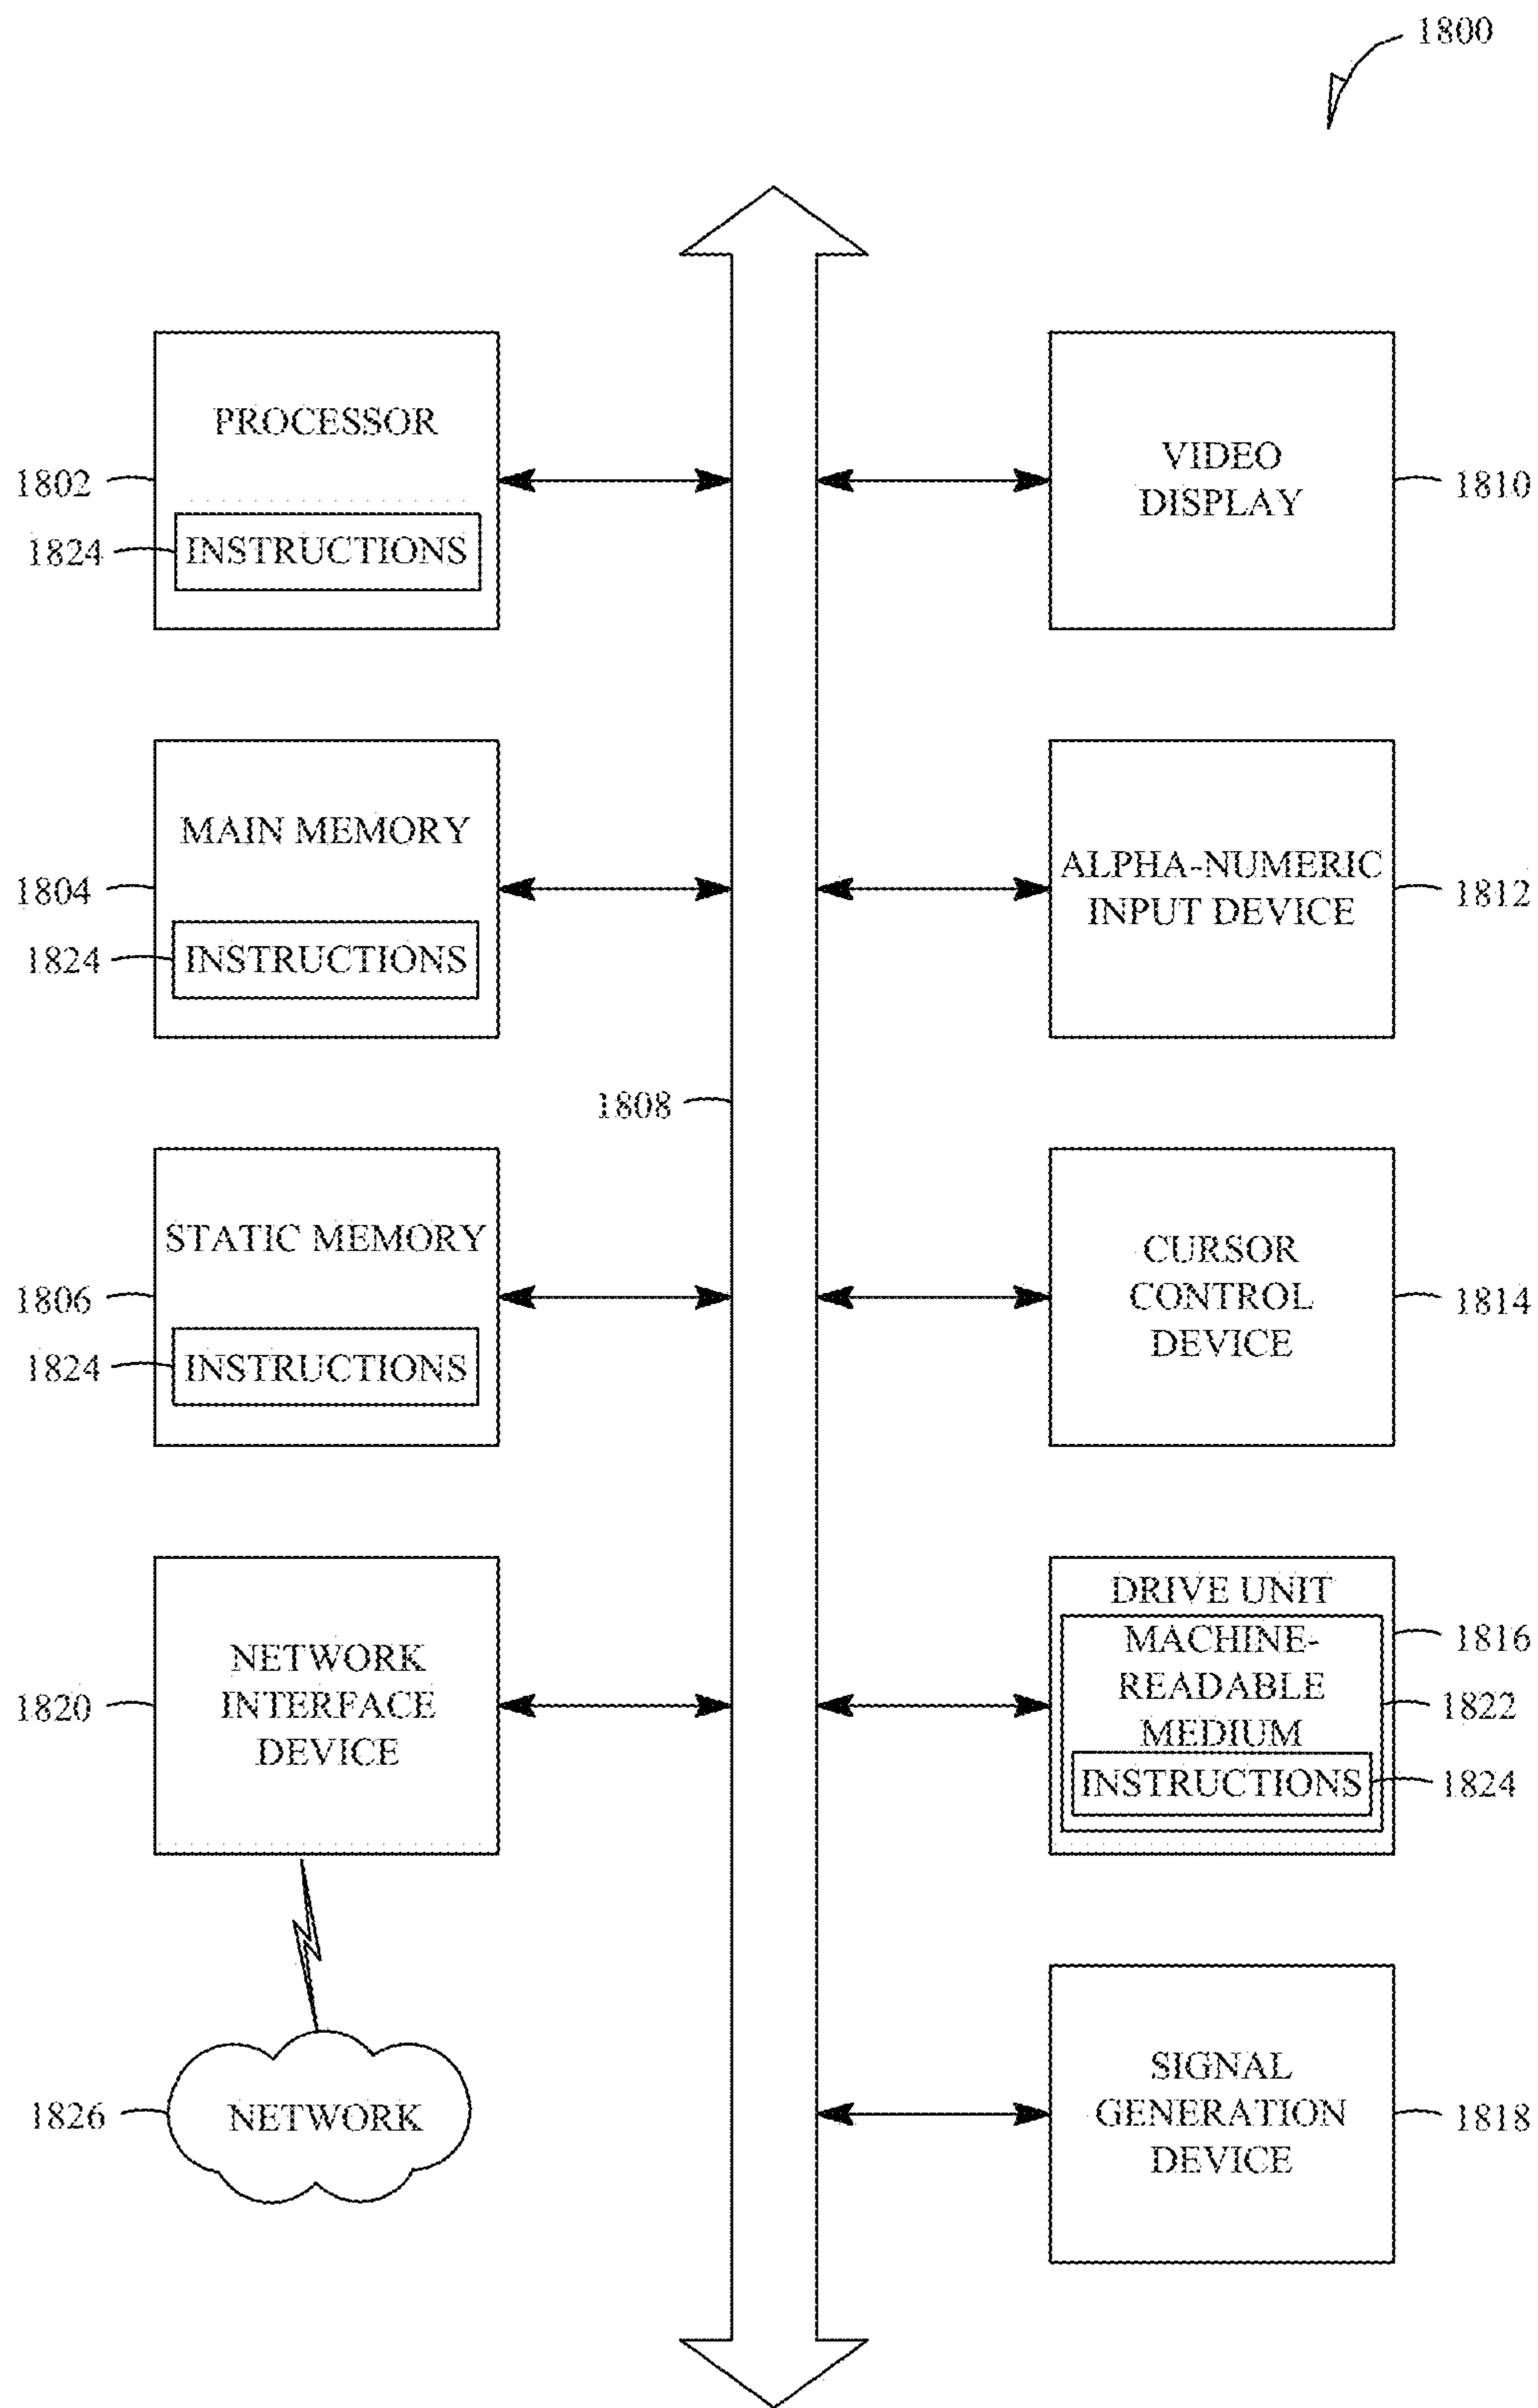 1800
PROCESSOR
1802
1824
INSTRUCTIONS
VIDEO
DISPLAY
1810
MAIN MEMORY
1804
1824
INSTRUCTIONS
ALPHA-NUMERIC
INPUT DEVICE
1812
1808
STATIC MEMORY
1806
1824
INSTRUCTIONS
CURSOR
CONTROL
DEVICE
1814
NETWORK
INTERFACE
DEVICE
1820
DRIVE UNIT
MACHINE-
READABLE
MEDIUM
INSTRUCTIONS
1816
1822
1824
1826
NETWORK
SIGNAL
GENERATION
DEVICE
1818